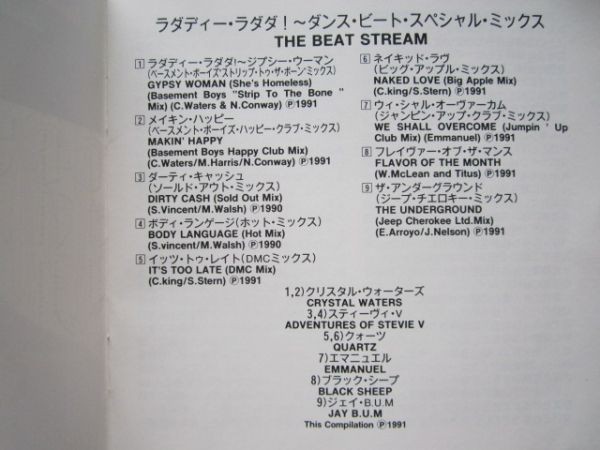 ラダディー・ラダダ!～ダンス・ビート・スペシャル・ミックス
THE BEAT STREAM
1 ラダディー・ラダダ!～ジプシー・ウーマン
(ベースメント・ボーイズ“ストリップ・トゥ・ザ・ボーン”ミックス)
GYPSY WOMAN (She's Homeless)
(Basement Boys "Strip To The Bone "
Mix) (C.Waters & N.Conway) Ⓟ1991
2 メイキン・ハッピー
(ベースメント・ボーイズ・ハッピー・クラブ・ミックス)
MAKIN' HAPPY
(Basement Boys Happy Club Mix)
(C.Waters/M.Harris/N.Conway) Ⓟ1991
3 ダーティ・キャッシュ
(ソールド・アウト・ミックス)
DIRTY CASH (Sold Out Mix)
(S.Vincent/M.Walsh) Ⓟ1990
4 ボディ・ランゲージ(ホット・ミックス)
BODY LANGUAGE (Hot Mix)
(S.vincent/M.Walsh) Ⓟ1990
5 イッツ・トゥ・レイト(DMCミックス)
IT'S TOO LATE (DMC Mix)
(C.king/S.Stern) Ⓟ1991
6 ネイキッド・ラヴ
(ビッグ・アップル・ミックス)
NAKED LOVE (Big Apple Mix)
(C.king/S.Stern) Ⓟ1991
7 ウィ・シャル・オーヴァーカム
(ジャンピン・アップ・クラブ・ミックス)
WE SHALL OVERCOME (Jumpin ' Up
Club Mix) (Emmanuel) Ⓟ1991
8 フレイヴァー・オブ・ザ・マンス
FLAVOR OF THE MONTH
(W.McLean and Titus) Ⓟ1991
9 ザ・アンダーグラウンド
(ジープ・チェロキー・ミックス)
THE UNDERGROUND
(Jeep Cherokee Ltd.Mix)
(E.Arroyo/J.Nelson) Ⓟ1991
1,2)クリスタル・ウォーターズ
CRYSTAL WATERS
3,4)スティーヴィ・V
ADVENTURES OF STEVIE V
5,6)クォーツ
QUARTZ
7)エマニュエル
EMMANUEL
8)ブラック・シープ
BLACK SHEEP
9)ジェイ・B.U.M
JAY B.U.M
This Compilation Ⓟ1991